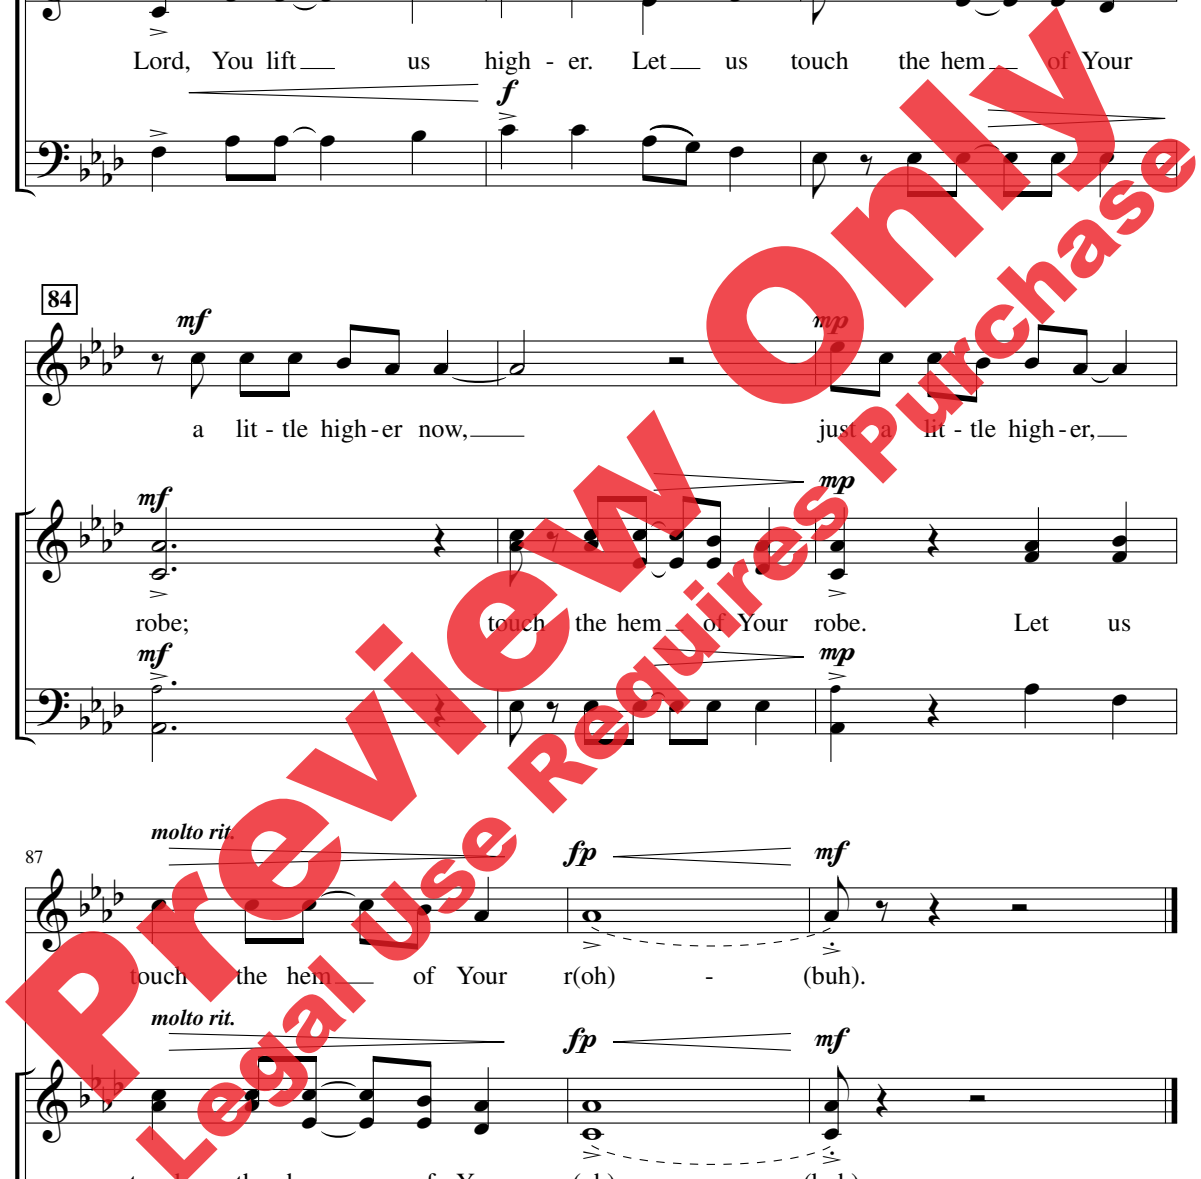 Lord, You lift us high - er. Let us touch the hem of Your
f
84
mf
mp
a lit - tle high - er now, just a lit - tle high - er,
mf
mp
robe; touch the hem of Your robe. Let us
mf
mp
molto rit.
87
fp
mf
touch the hem of Your r(oh) - (buh).
molto rit.
fp
mf
Preview Only
Legal Use Requires Purchase